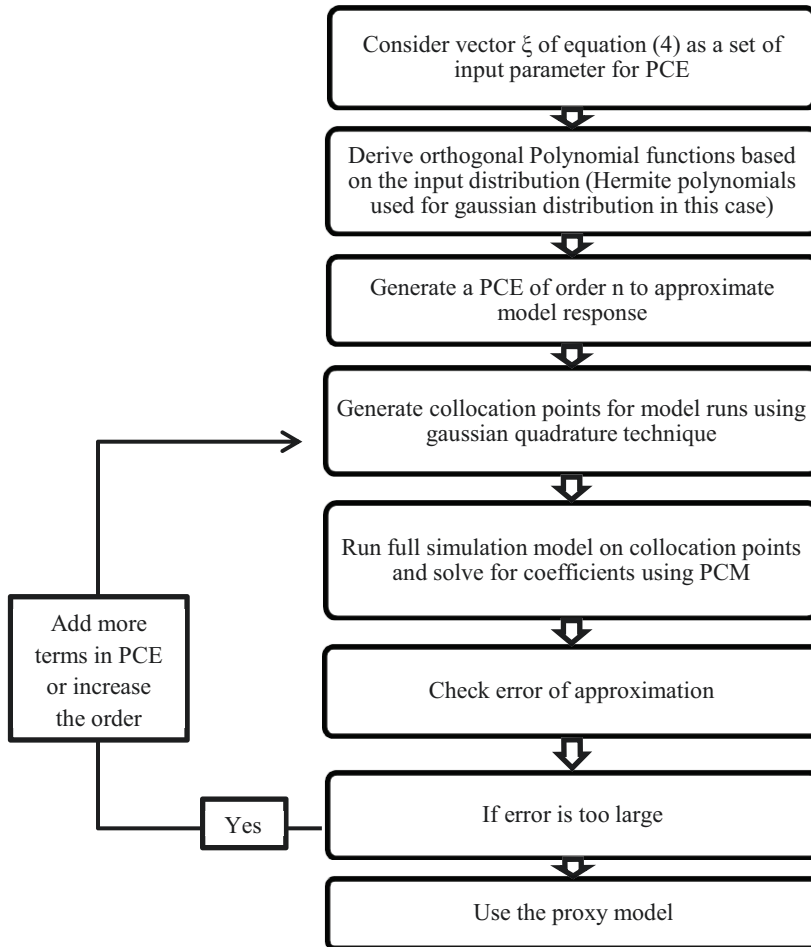 Consider vector ξ of equation (4) as a set of
input parameter for PCE
Derive orthogonal Polynomial functions based
on the input distribution (Hermite polynomials
used for gaussian distribution in this case)
Generate a PCE of order n to approximate
model response
Generate collocation points for model runs using
gaussian quadrature technique
Run full simulation model on collocation points
and solve for coefficients using PCM
Add more
terms in PCE
or increase
the order
Check error of approximation
If error is too large
Yes
Use the proxy model